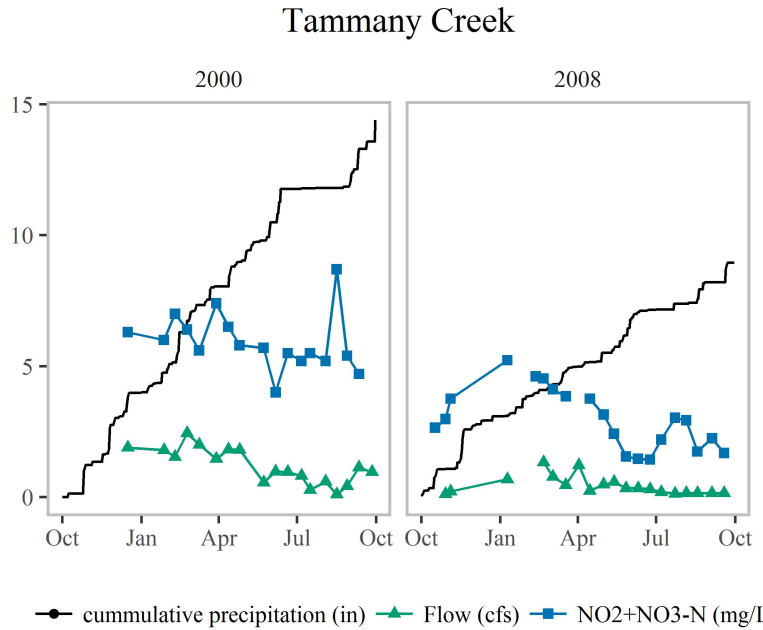 Tammany Creek
2000 2008
15
10
5
0
Oct Jan Apr Jul Oct Oct Jan Apr Jul Oct
cummulative precipitation (in) Flow (cfs) NO2+NO3-N (mg/l